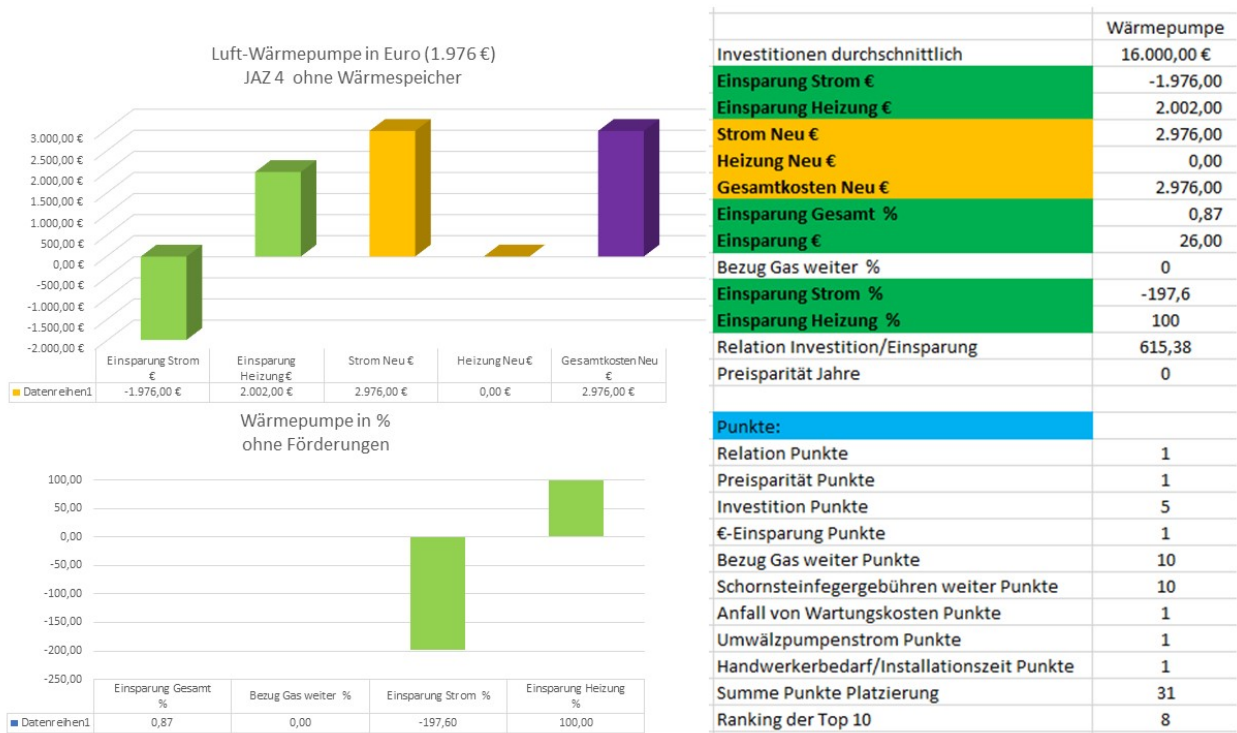 Luft-Wärmepumpe in Euro (1.976 €)
JAZ 4 ohne Wärmespeicher
3.000,00 €
2.500,00 €
2.000,00 €
1.500,00 €
1.000,00 €
500,00 €
0,00 €
-500,00 €
-1.000,00 €
-1.500,00 €
-2.000,00 €
Einsparung Strom €
Einsparung Heizung €
Strom Neu €
Heizung Neu €
Gesamtkosten Neu €
Datenreihen1 -1.976,00 € 2.002,00 € 2.976,00 € 0,00 € 2.976,00 €
Wärmepumpe in %
ohne Förderungen
100,00
50,00
0,00
-50,00
-100,00
-150,00
-200,00
-250,00
Einsparung Gesamt %
Bezug Gas weiter %
Einsparung Strom %
Einsparung Heizung %
Datenreihen1 0,87 0,00 -197,60 100,00
Wärmepumpe
Investitionen durchschnittlich 16.000,00 €
Einsparung Strom € -1.976,00
Einsparung Heizung € 2.002,00
Strom Neu € 2.976,00
Heizung Neu € 0,00
Gesamtkosten Neu € 2.976,00
Einsparung Gesamt % 0,87
Einsparung € 26,00
Bezug Gas weiter % 0
Einsparung Strom % -197,6
Einsparung Heizung % 100
Relation Investition/Einsparung 615,38
Preisparität Jahre 0
Punkte:
Relation Punkte 1
Preisparität Punkte 1
Investition Punkte 5
€-Einsparung Punkte 1
Bezug Gas weiter Punkte 10
Schornsteinfegergebühren weiter Punkte 10
Anfall von Wartungskosten Punkte 1
Umwälzpumpenstrom Punkte 1
Handwerkerbedarf/Installationszeit Punkte 1
Summe Punkte Platzierung 31
Ranking der Top 10 8